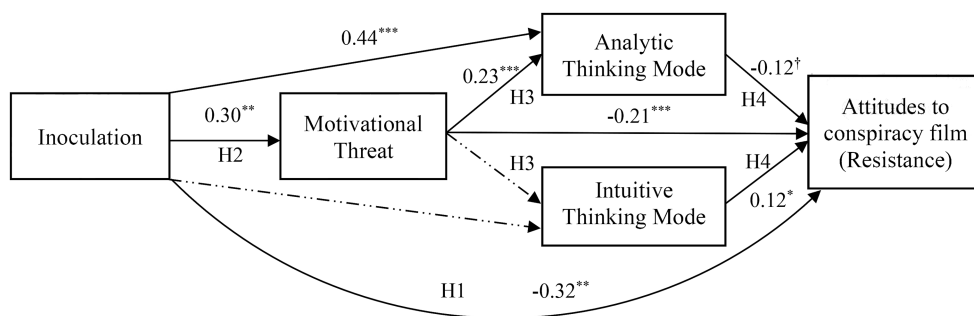 0.44***
Analytic
Thinking Mode
-0.12†
0.23***
H3
H4
0.30**
Inoculation
H2
Motivational
Threat
-0.21***
Attitudes to
conspiracy film
(Resistance)
H3
H4
Intuitive
Thinking Mode
0.12*
H1
-0.32**